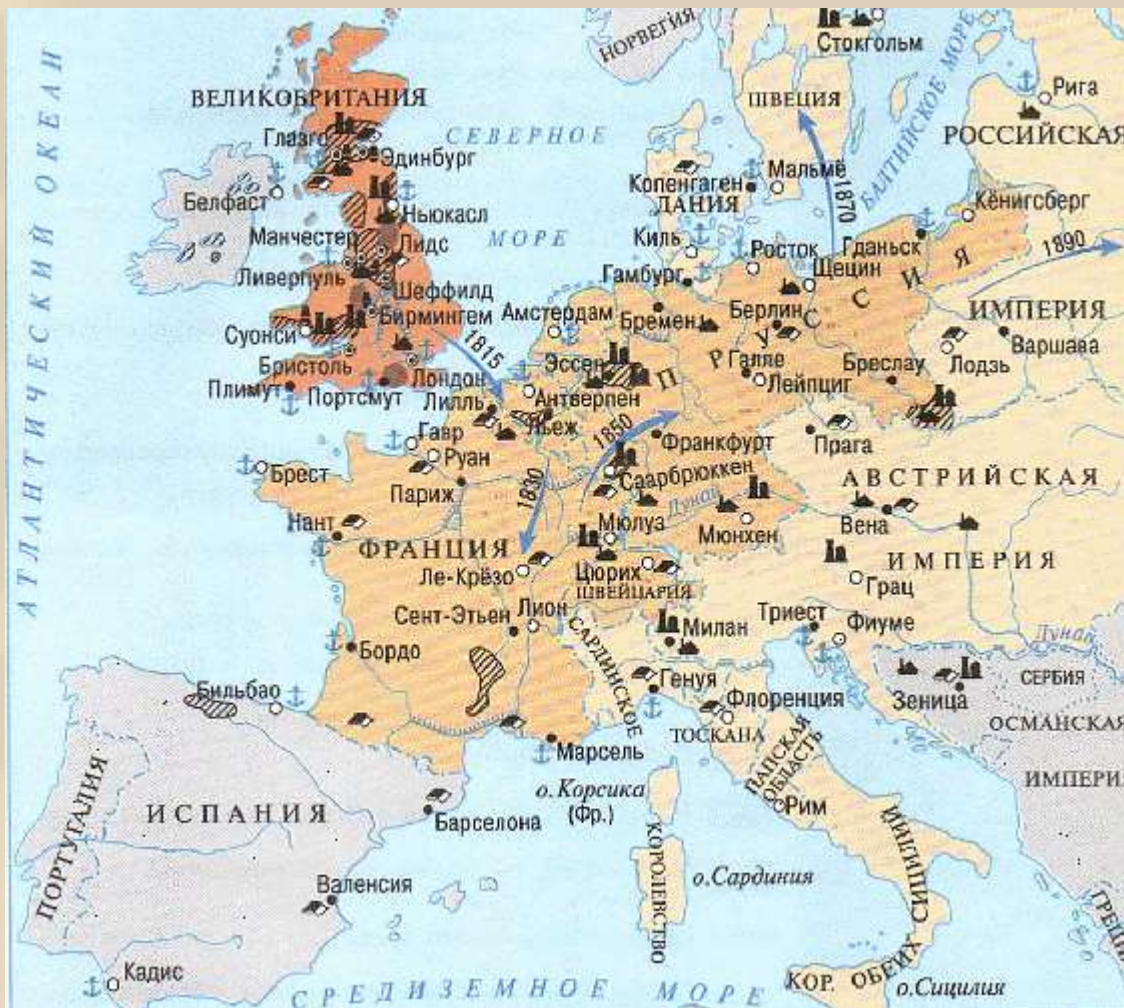 АТЛАНТИЧЕСКИЙ ОКЕАН
НОРВЕГИЯ
Стокгольм
ШВЕЦИЯ
БАЛТИЙСКОЕ МОРЕ
Рига
РОССИЙСКАЯ
ВЕЛИКОБРИТАНИЯ
СЕВЕРНОЕ
Глазго
Эдинбург
Белфаст
Ньюкасл
МОРЕ
Копенгаген
Мальмё
ДАНИЯ
1870
Кёнигсберг
Манчестер
Лидс
Ливерпуль
Шеффилд
Киль
Росток
Гданьск
1890
Гамбург
Щецин
Суонси
Бирмингем
Амстердам
Бремен
Берлин
ПРУССИЯ
ИМПЕРИЯ
Варшава
Бристоль
1815
Эссен
Галле
Бреслау
Лодзь
Плимут
Портсмут
Лондон
Антверпен
Лейпциг
Лилль
Льеж
1850
Гавр
Франкфурт
Прага
Руан
Брест
1830
Саарбрюккен
АВСТРИЙСКАЯ
Париж
Дунай
Нант
Мюлуз
Мюнхен
Вена
ФРАНЦИЯ
ИМПЕРИЯ
Ле-Крёзо
Цюрих
ШВЕЙЦАРИЯ
Грац
Сент-Этьен
Лион
Милан
Триест
Фиуме
Дунай
Бордо
САРДИНСКОЕ
Генуя
СЕРБИЯ
Бильбао
Флоренция
Зеница
ТОСКАНА
ОСМАНСКАЯ
Марсель
ПАПСКАЯ
ОБЛАСТЬ
ИМПЕРИ
ПОРТУГАЛИЯ
ИСПАНИЯ
о.Корсика
(Фр.)
Рим
Барселона
КОРОЛЕВСТВО
Валенсия
о.Сардиния
Кадис
СРЕДИЗЕМНОЕ МОРЕ
КОР. ОБЕИХ
СИЦИЛИЙ
о.Сицилия
ГРЕЦИ